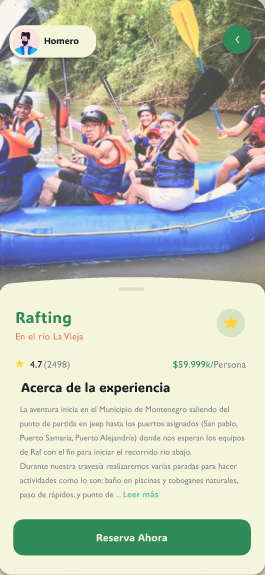 Homero
Rafting
En el río La Vieja
4.7 (2498)
$59.999k/Persona
Acerca de la experiencia
La aventura inicia en el Municipio de Montenegro saliendo del
punto de partida en jeep hasta los puertos asignados (San pablo,
Puerto Samaria, Puerto Alejandria) donde nos esperan los equipos
de Raf con el fin para iniciar el recorrido rio abajo.
Durante nuestra travesía realizaremos varias paradas para hacer
actividades como lo son: baño en piscinas y toboganes naturales,
paso de rápidos, y punto de ... Leer más
Reserva Ahora